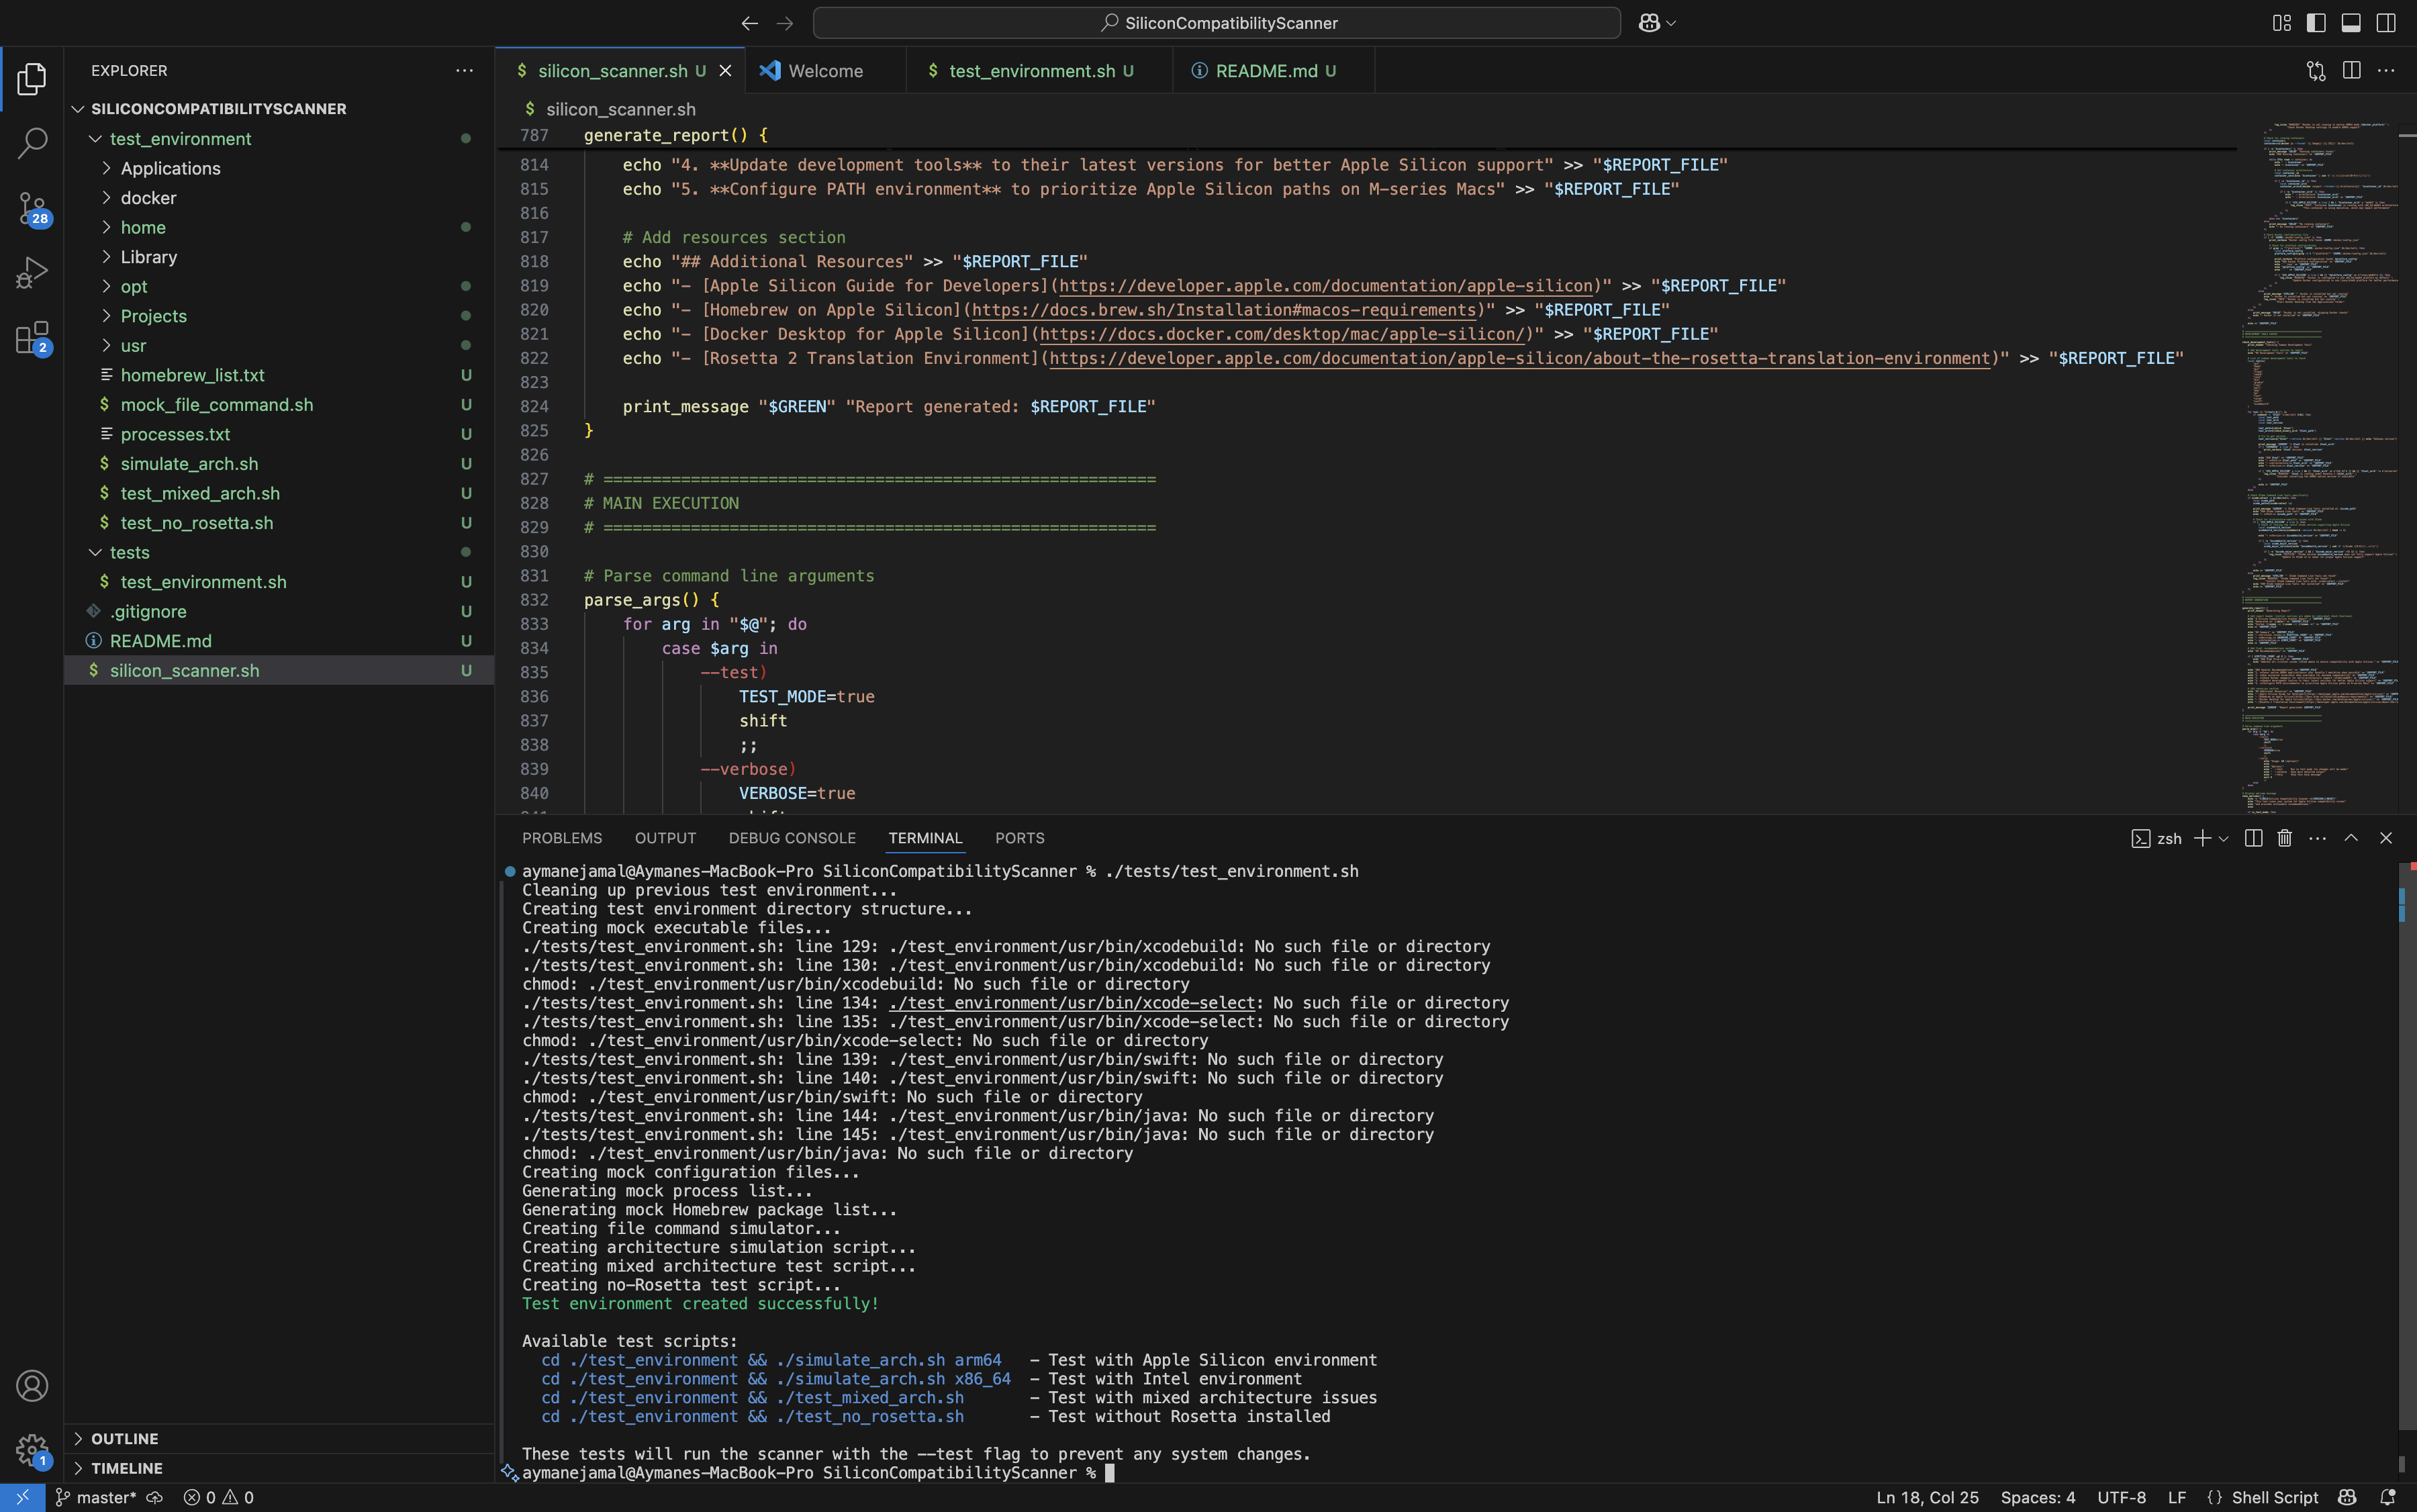 SiliconCompatibilityScanner
EXPLORER
SILICONCOMPATIBILITYSCANNER
test_environment
Applications
docker
home
Library
opt
Projects
usr
homebrew_list.txt U
mock_file_command.sh U
processes.txt U
simulate_arch.sh U
test_mixed_arch.sh U
test_no_rosetta.sh U
tests
test_environment.sh U
.gitignore U
README.md U
$ silicon_scanner.sh U
OUTLINE
TIMELINE
28
2
1
$ silicon_scanner.sh U
Welcome
$ test_environment.sh U
README.md U
$ silicon_scanner.sh
787 generate_report() {
814 echo "4. **Update development tools** to their latest versions for better Apple Silicon support" >> "$REPORT_FILE"
815 echo "5. **Configure PATH environment** to prioritize Apple Silicon paths on M-series Macs" >> "$REPORT_FILE"
816
817 # Add resources section
818 echo "## Additional Resources" >> "$REPORT_FILE"
819 echo "- [Apple Silicon Guide for Developers](https://developer.apple.com/documentation/apple-silicon)" >> "$REPORT_FILE"
820 echo "- [Homebrew on Apple Silicon](https://docs.brew.sh/Installation#macos-requirements)" >> "$REPORT_FILE"
821 echo "- [Docker Desktop for Apple Silicon](https://docs.docker.com/desktop/mac/apple-silicon/)" >> "$REPORT_FILE"
822 echo "- [Rosetta 2 Translation Environment](https://developer.apple.com/documentation/apple-silicon/about-the-rosetta-translation-environment)" >> "$REPORT_FILE"
823
824 print_message "$GREEN" "Report generated: $REPORT_FILE"
825 }
826
827 # =========================================================
828 # MAIN EXECUTION
829 # =========================================================
830
831 # Parse command line arguments
832 parse_args() {
833 for arg in "$@"; do
834 case $arg in
835 --test)
836 TEST_MODE=true
837 shift
838 ;;
839 --verbose)
840 VERBOSE=true
PROBLEMS OUTPUT DEBUG CONSOLE TERMINAL PORTS
zsh
aymanejamal@Aymanes-MacBook-Pro SiliconCompatibilityScanner % ./tests/test_environment.sh
Cleaning up previous test environment...
Creating test environment directory structure...
Creating mock executable files...
./tests/test_environment.sh: line 129: ./test_environment/usr/bin/xcodebuild: No such file or directory
./tests/test_environment.sh: line 130: ./test_environment/usr/bin/xcodebuild: No such file or directory
chmod: ./test_environment/usr/bin/xcodebuild: No such file or directory
./tests/test_environment.sh: line 134: ./test_environment/usr/bin/xcode-select: No such file or directory
./tests/test_environment.sh: line 135: ./test_environment/usr/bin/xcode-select: No such file or directory
chmod: ./test_environment/usr/bin/xcode-select: No such file or directory
./tests/test_environment.sh: line 139: ./test_environment/usr/bin/swift: No such file or directory
./tests/test_environment.sh: line 140: ./test_environment/usr/bin/swift: No such file or directory
chmod: ./test_environment/usr/bin/swift: No such file or directory
./tests/test_environment.sh: line 144: ./test_environment/usr/bin/java: No such file or directory
./tests/test_environment.sh: line 145: ./test_environment/usr/bin/java: No such file or directory
chmod: ./test_environment/usr/bin/java: No such file or directory
Creating mock configuration files...
Generating mock process list...
Generating mock Homebrew package list...
Creating file command simulator...
Creating architecture simulation script...
Creating mixed architecture test script...
Creating no-Rosetta test script...
Test environment created successfully!
Available test scripts:
cd ./test_environment && ./simulate_arch.sh arm64 - Test with Apple Silicon environment
cd ./test_environment && ./simulate_arch.sh x86_64 - Test with Intel environment
cd ./test_environment && ./test_mixed_arch.sh - Test with mixed architecture issues
cd ./test_environment && ./test_no_rosetta.sh - Test without Rosetta installed
These tests will run the scanner with the --test flag to prevent any system changes.
aymanejamal@Aymanes-MacBook-Pro SiliconCompatibilityScanner %
master* 0 0 Ln 18, Col 25 Spaces: 4 UTF-8 LF {} Shell Script